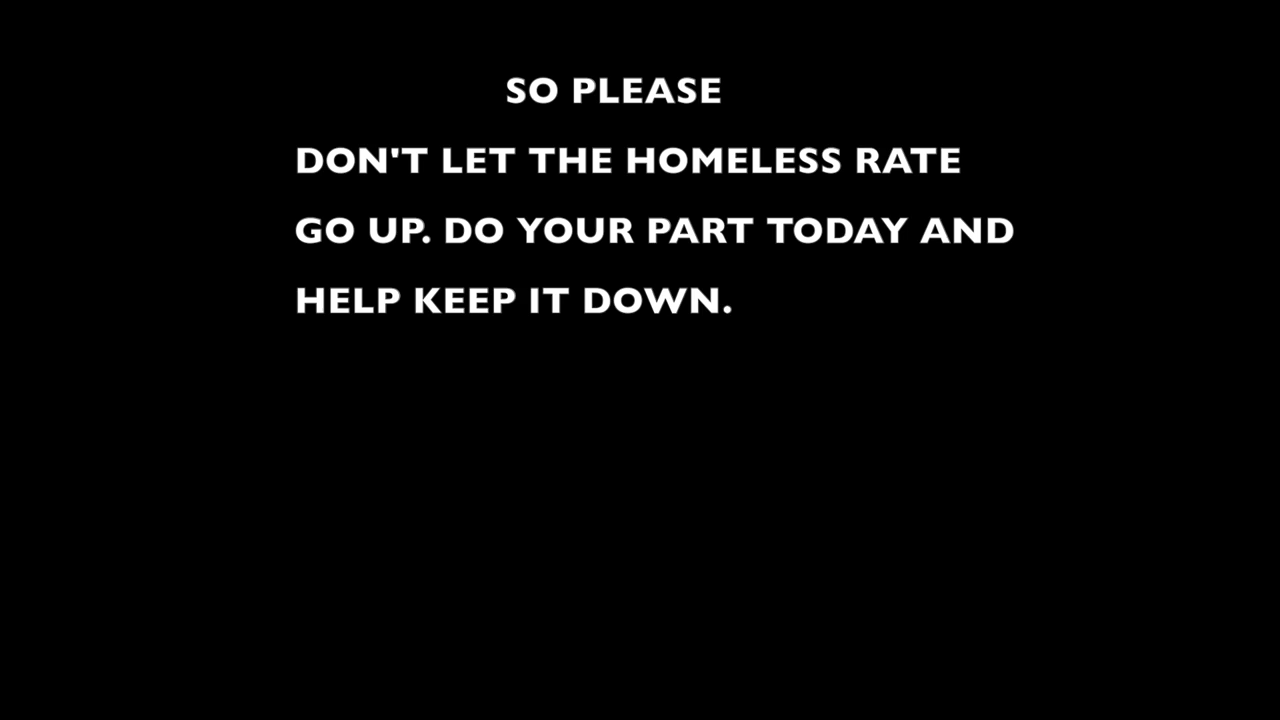 SO PLEASE
DON'T LET THE HOMELESS RATE
GO UP. DO YOUR PART TODAY AND
HELP KEEP IT DOWN.